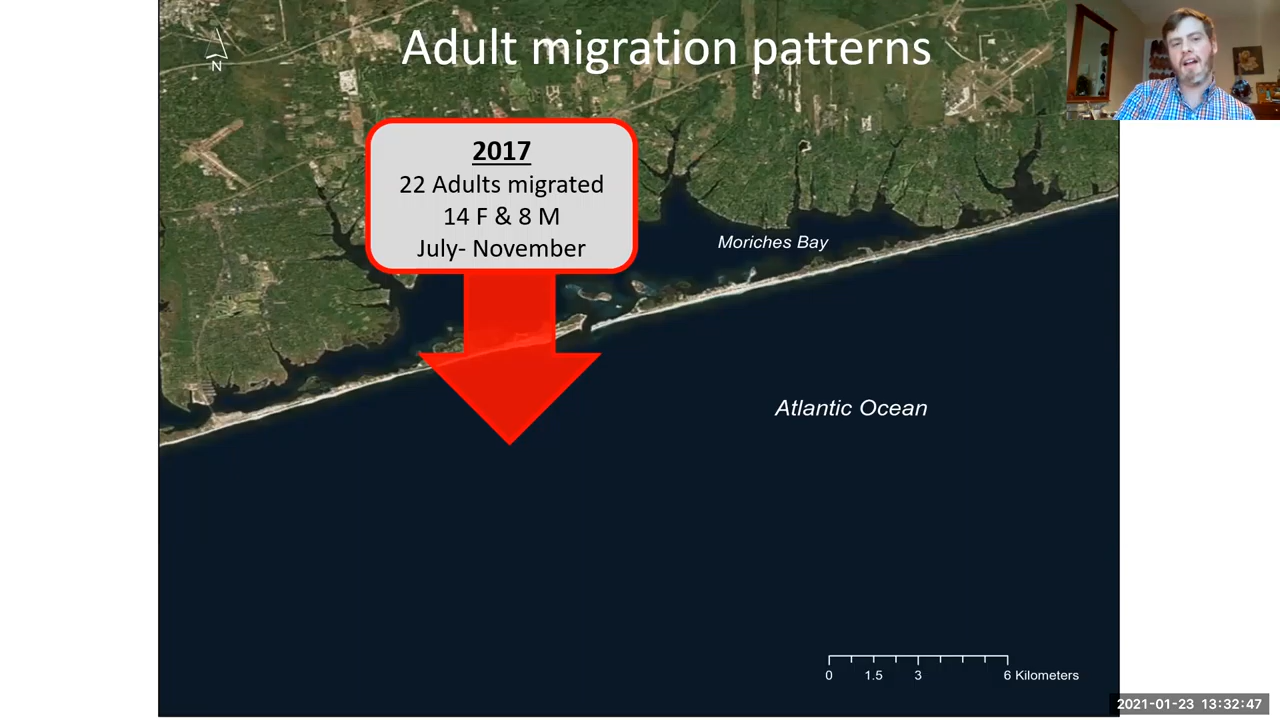 Adult migration patterns
N
2017
22 Adults migrated
14 F & 8 M
July- November
Moriches Bay
Atlantic Ocean
0 1.5 3 6 Kilometers
2021-01-23 13:32:47